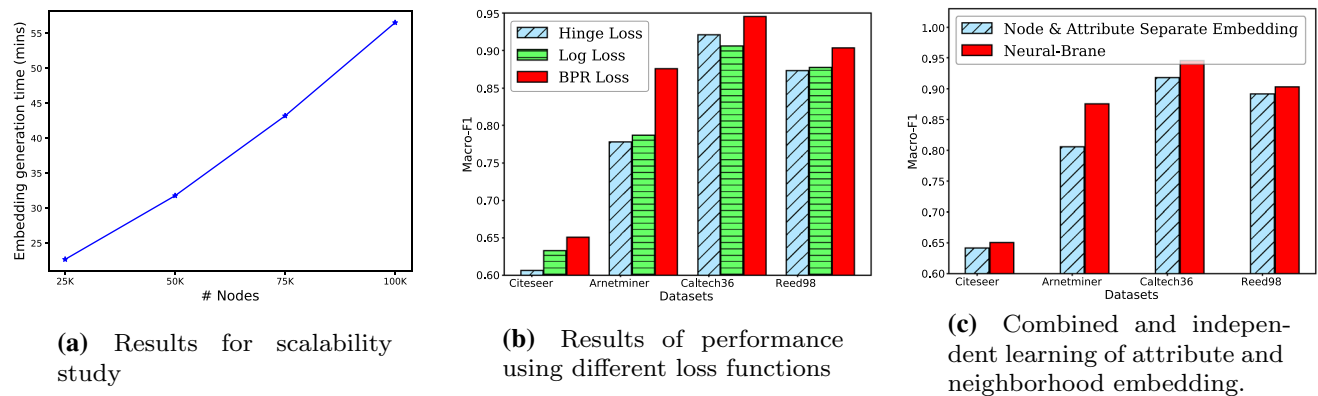 Embedding generation time (mins)
55
50
45
40
35
30
25
25K
50K
75K
100K
# Nodes
(a) Results for scalability
study
Macro-F1
0.95
0.90
0.85
0.80
0.75
0.70
0.65
0.60
Hinge Loss
Log Loss
BPR Loss
Citeseer
Arnetminer
Caltech36
Reed98
Datasets
(b) Results of performance
using different loss functions
Macro-F1
1.00
0.95
0.90
0.85
0.80
0.75
0.70
0.65
0.60
Node & Attribute Separate Embedding
Neural-Brane
Citeseer
Arnetminer
Caltech36
Reed98
Datasets
(c) Combined and indepen-
dent learning of attribute and
neighborhood embedding.